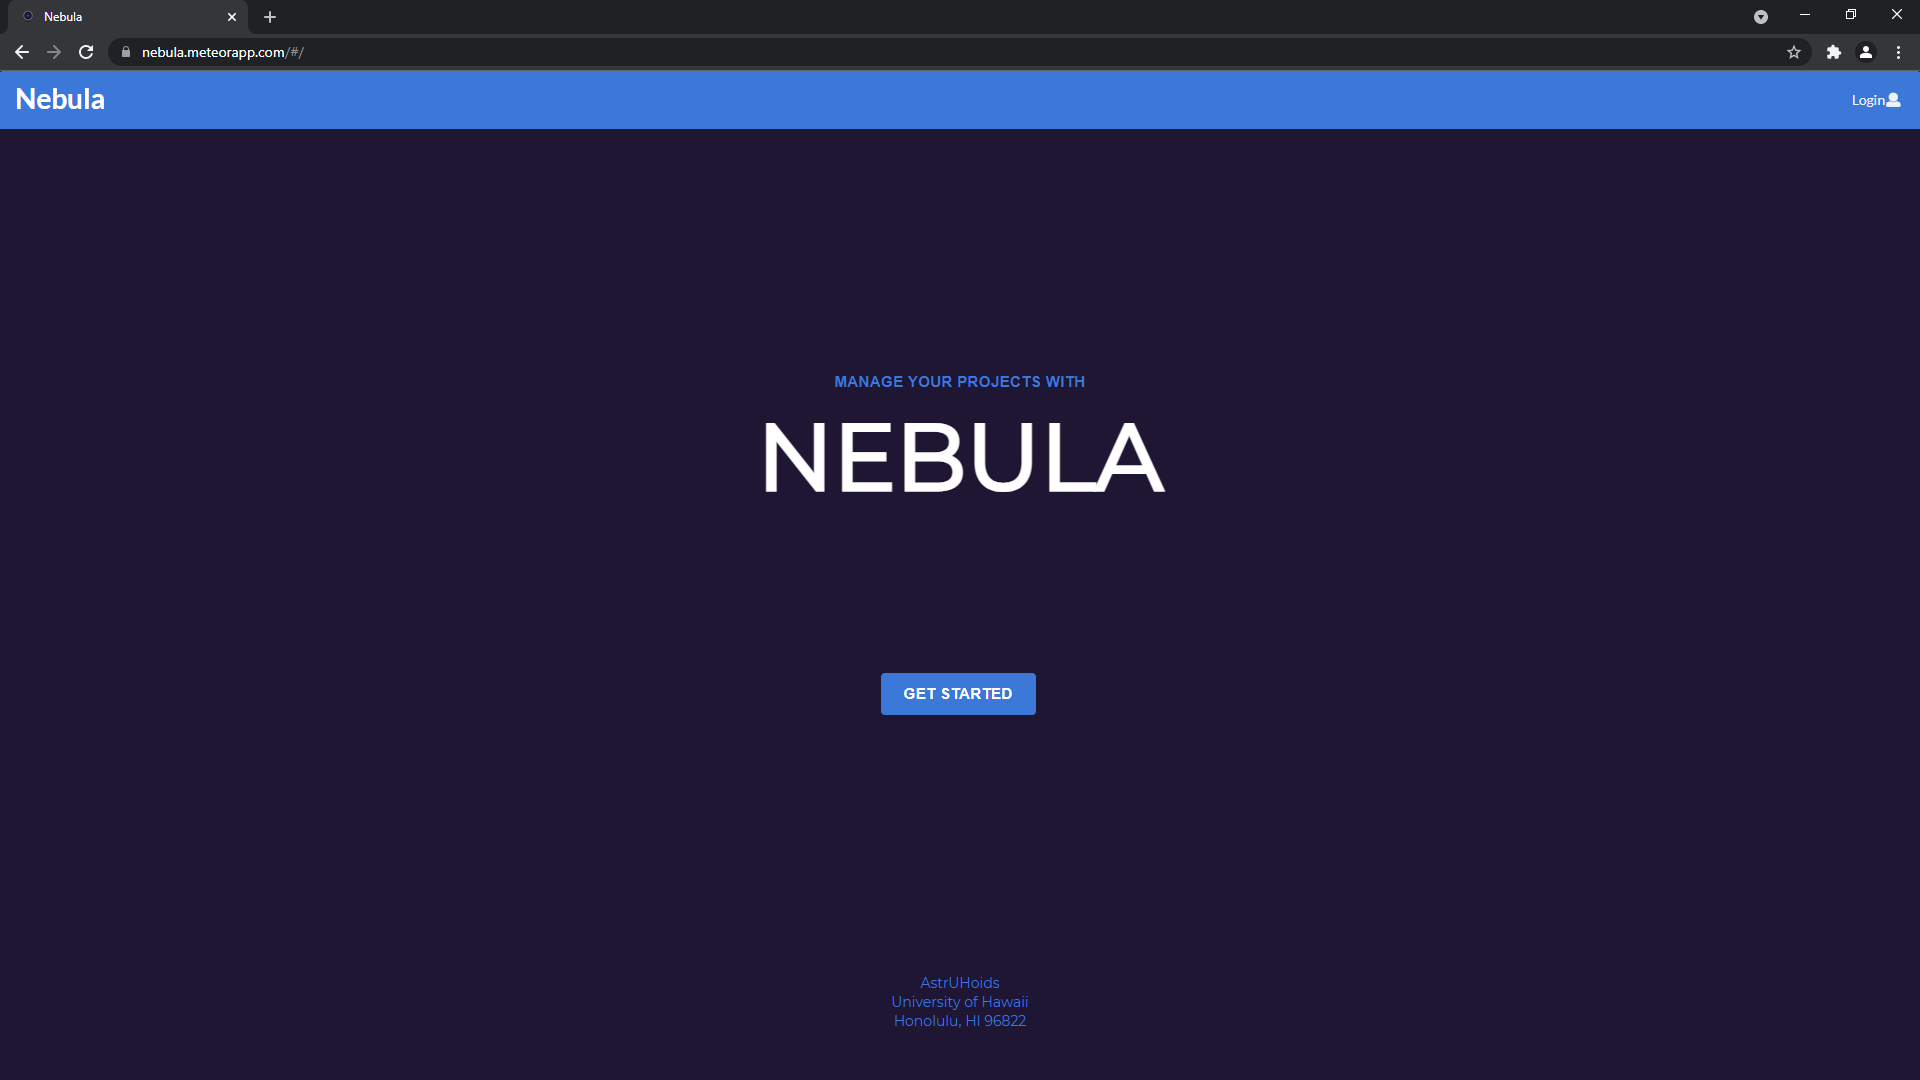 Nebula
nebula.meteorapp.com/#/
Nebula
Login
MANAGE YOUR PROJECTS WITH
NEBULA
GET STARTED
AstrUHoids
University of Hawaii
Honolulu, HI 96822